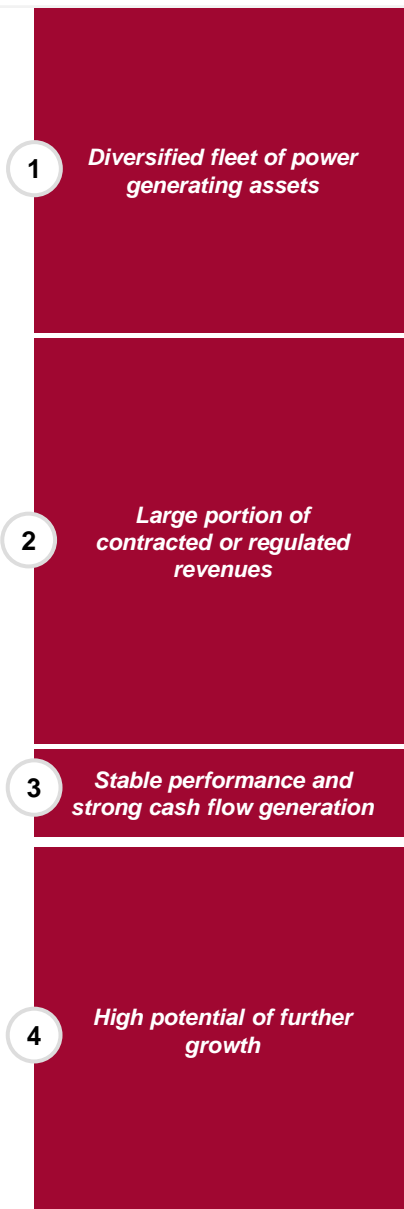 1
Diversified fleet of power
generating assets
2
Large portion of
contracted or regulated
revenues
3
Stable performance and
strong cash flow generation
4
High potential of further
growth